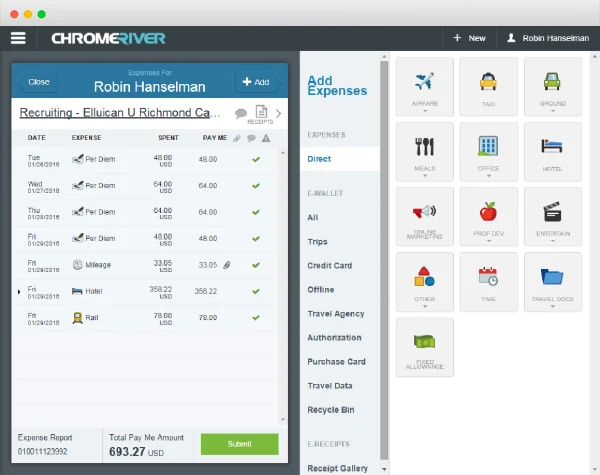 CHROMERIVER
+ New
Robin Hanselman
Close
Expenses For
Robin Hanselman
+ Add
Recruiting - Elluican U Richmond Ca...
RECEIPTS
DATE EXPENSE SPENT PAY ME
Tue
01/26/2016
Per Diem
48.00
USD
48.00
Wed
01/27/2016
Per Diem
64.00
USD
64.00
Thu
01/28/2016
Per Diem
64.00
USD
64.00
Fri
01/29/2016
Per Diem
48.00
USD
48.00
Fri
01/29/2016
Mileage
33.05
USD
33.05
Fri
01/29/2016
Hotel
358.22
USD
358.22
Fri
01/29/2016
Rail
78.00
USD
78.00
Expense Report
010011123992
Total Pay Me Amount
693.27 USD
Submit
Add
Expenses
EXPENSES
Direct
E-WALLET
All
Trips
Credit Card
Offline
Travel Agency
Authorization
Purchase Card
Travel Data
Recycle Bin
E-RECEIPTS
Receipt Gallery
AIRFARE
TAXI
GROUND
MEALS
OFFICE
HOTEL
ONLINE
MARKETING
PROF DEV
ENTERTAIN
OTHER
TIME
TRAVEL DOCS
FIXED
ALLOWANCE